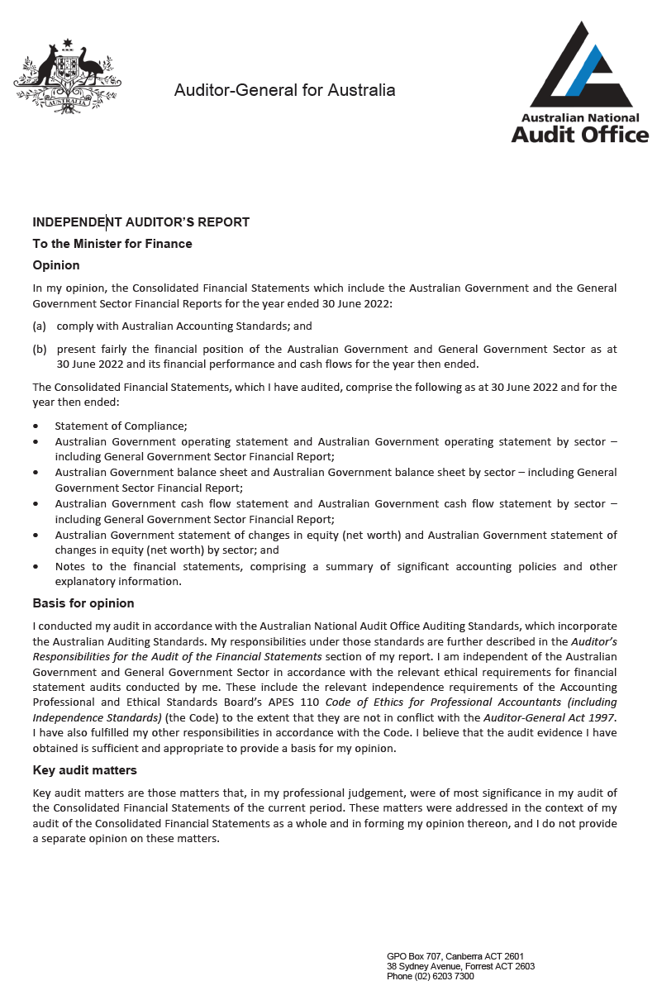 AUSTRALIA
Auditor-General for Australia
Australian National
Audit Office
INDEPENDENT AUDITOR’S REPORT
To the Minister for Finance
Opinion
In my opinion, the Consolidated Financial Statements which include the Australian Government and the General
Government Sector Financial Reports for the year ended 30 June 2022:
(a) comply with Australian Accounting Standards; and
(b) present fairly the financial position of the Australian Government and General Government Sector as at
30 June 2022 and its financial performance and cash flows for the year then ended.
The Consolidated Financial Statements, which I have audited, comprise the following as at 30 June 2022 and for the
year then ended:
• Statement of Compliance;
• Australian Government operating statement and Australian Government operating statement by sector –
including General Government Sector Financial Report;
• Australian Government balance sheet and Australian Government balance sheet by sector – including General
Government Sector Financial Report;
• Australian Government cash flow statement and Australian Government cash flow statement by sector –
including General Government Sector Financial Report;
• Australian Government statement of changes in equity (net worth) and Australian Government statement of
changes in equity (net worth) by sector; and
• Notes to the financial statements, comprising a summary of significant accounting policies and other
explanatory information.
Basis for opinion
I conducted my audit in accordance with the Australian National Audit Office Auditing Standards, which incorporate
the Australian Auditing Standards. My responsibilities under those standards are further described in the Auditor’s
Responsibilities for the Audit of the Financial Statements section of my report. I am independent of the Australian
Government and General Government Sector in accordance with the relevant ethical requirements for financial
statement audits conducted by me. These include the relevant independence requirements of the Accounting
Professional and Ethical Standards Board’s APES 110 Code of Ethics for Professional Accountants (including
Independence Standards) (the Code) to the extent that they are not in conflict with the Auditor-General Act 1997.
I have also fulfilled my other responsibilities in accordance with the Code. I believe that the audit evidence I have
obtained is sufficient and appropriate to provide a basis for my opinion.
Key audit matters
Key audit matters are those matters that, in my professional judgement, were of most significance in my audit of
the Consolidated Financial Statements of the current period. These matters were addressed in the context of my
audit of the Consolidated Financial Statements as a whole and in forming my opinion thereon, and I do not provide
a separate opinion on these matters.
GPO Box 707, Canberra ACT 2601
38 Sydney Avenue, Forrest ACT 2603
Phone (02) 6203 7300